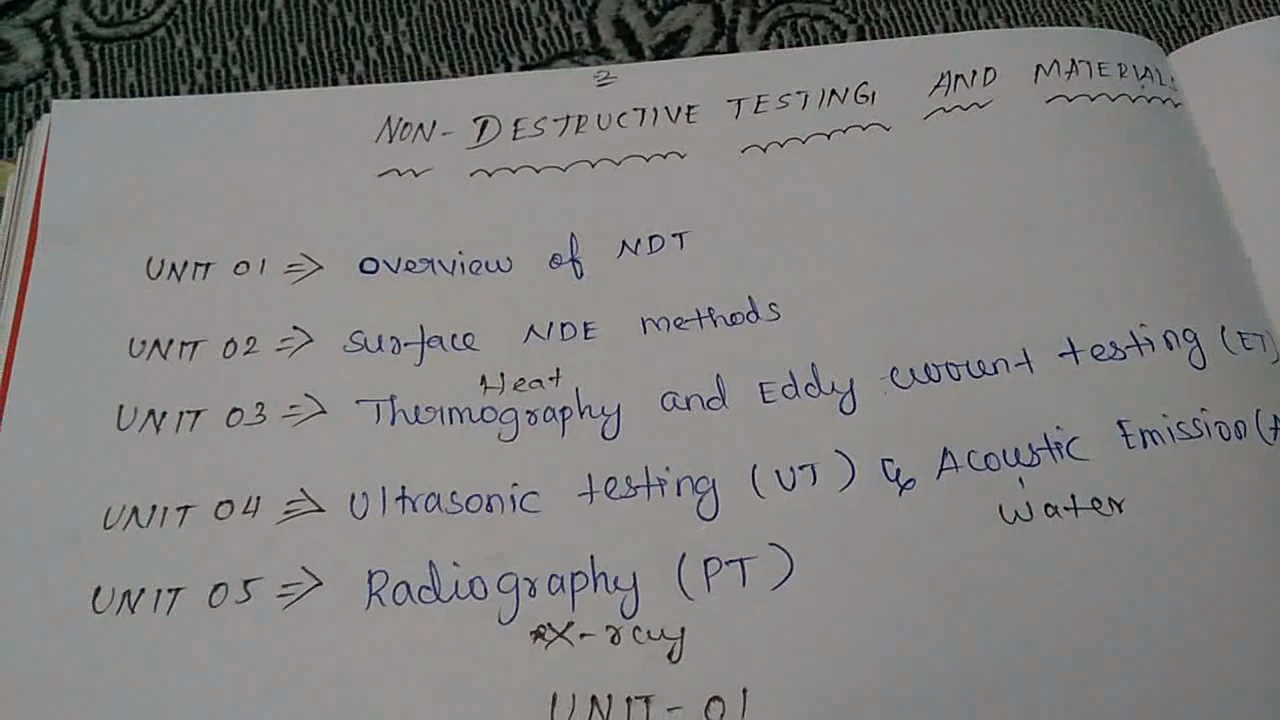 2
NON-DESTRUCTIVE TESTING AND MATERIAL
UNIT 01 => Overview of NDT
UNIT 02 => Surface NDE methods
Heat
UNIT 03 => Thermography and Eddy current testing (ET)
UNIT 04 => Ultrasonic testing (UT) & Acoustic Emission (A
Water
UNIT 05 => Radiography (PT)
X-ray
UNIT-01